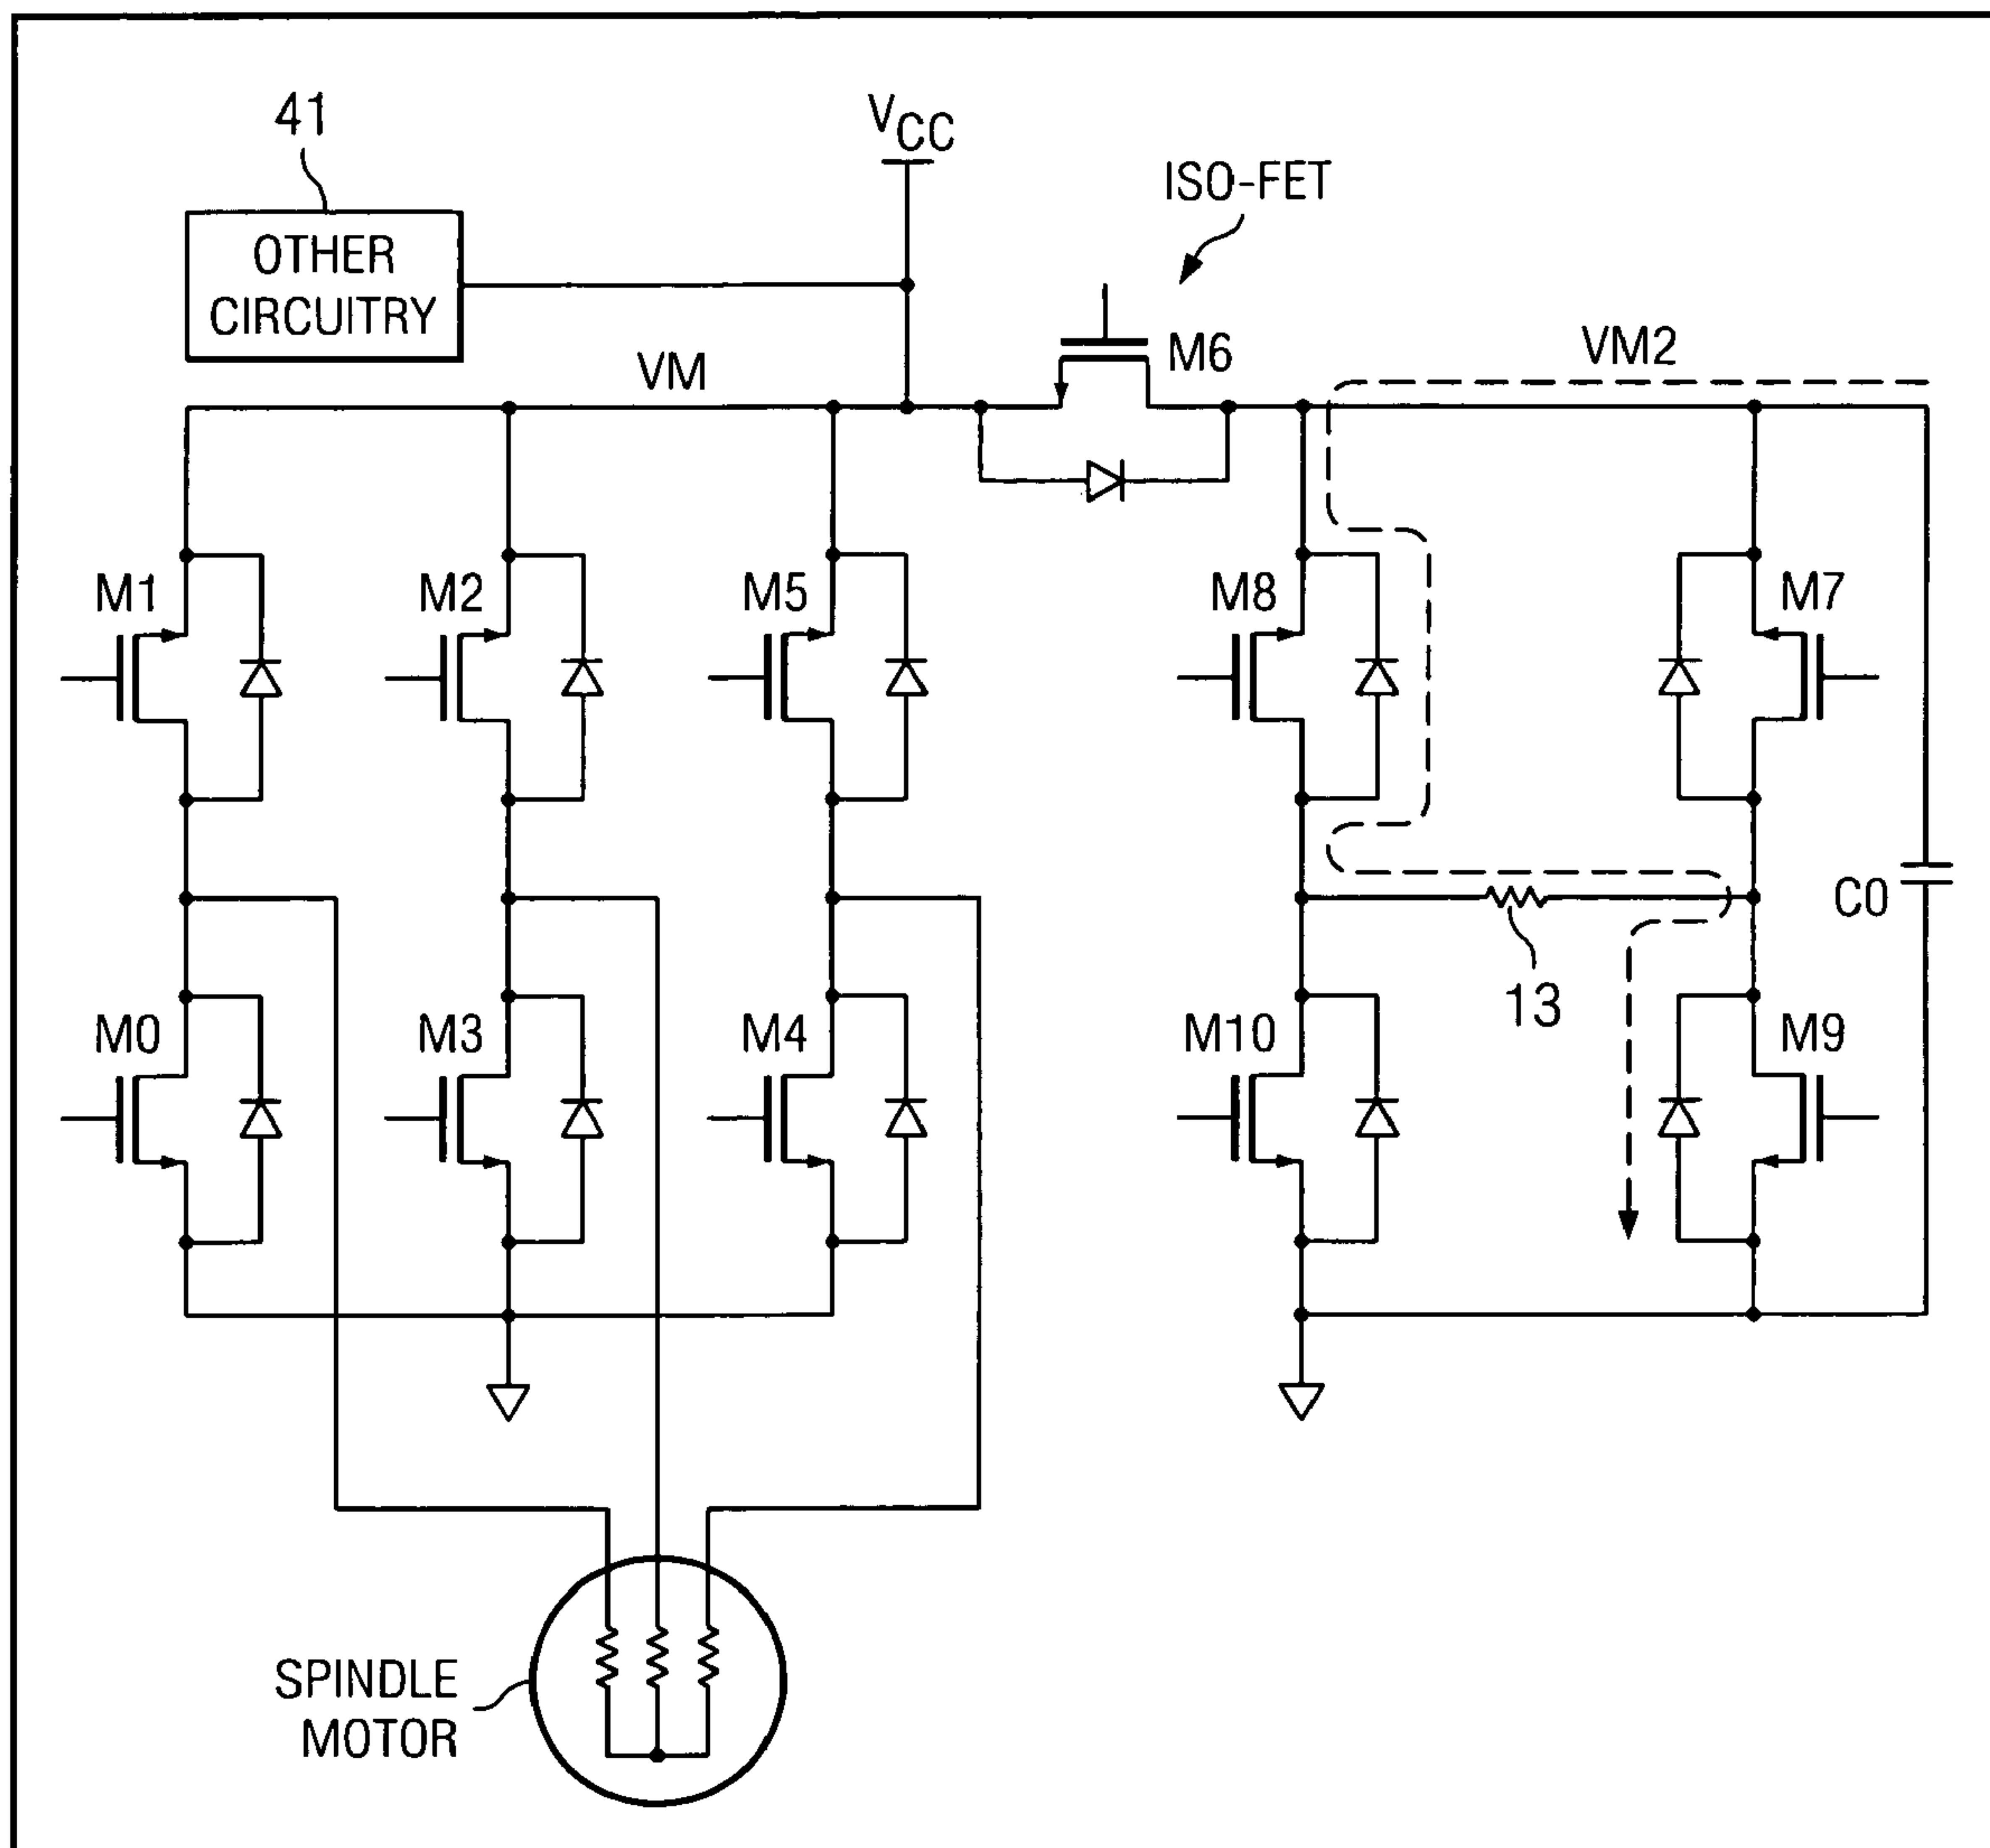 41
VCC
ISO-FET
OTHER
CIRCUITRY
VM
M6
VM2
M1
M2
M5
M8
M7
C0
13
M0
M3
M4
M10
M9
SPINDLE
MOTOR